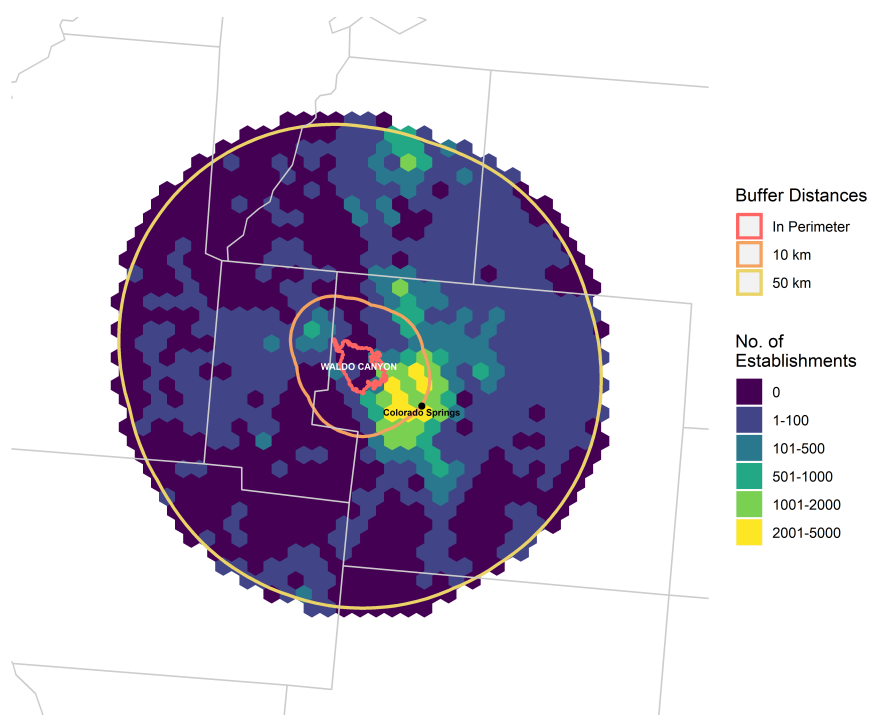 Buffer Distances
In Perimeter
10 km
50 km
No. of
Establishments
0
1-100
101-500
501-1000
1001-2000
2001-5000
WALDO CANYON
Colorado Springs